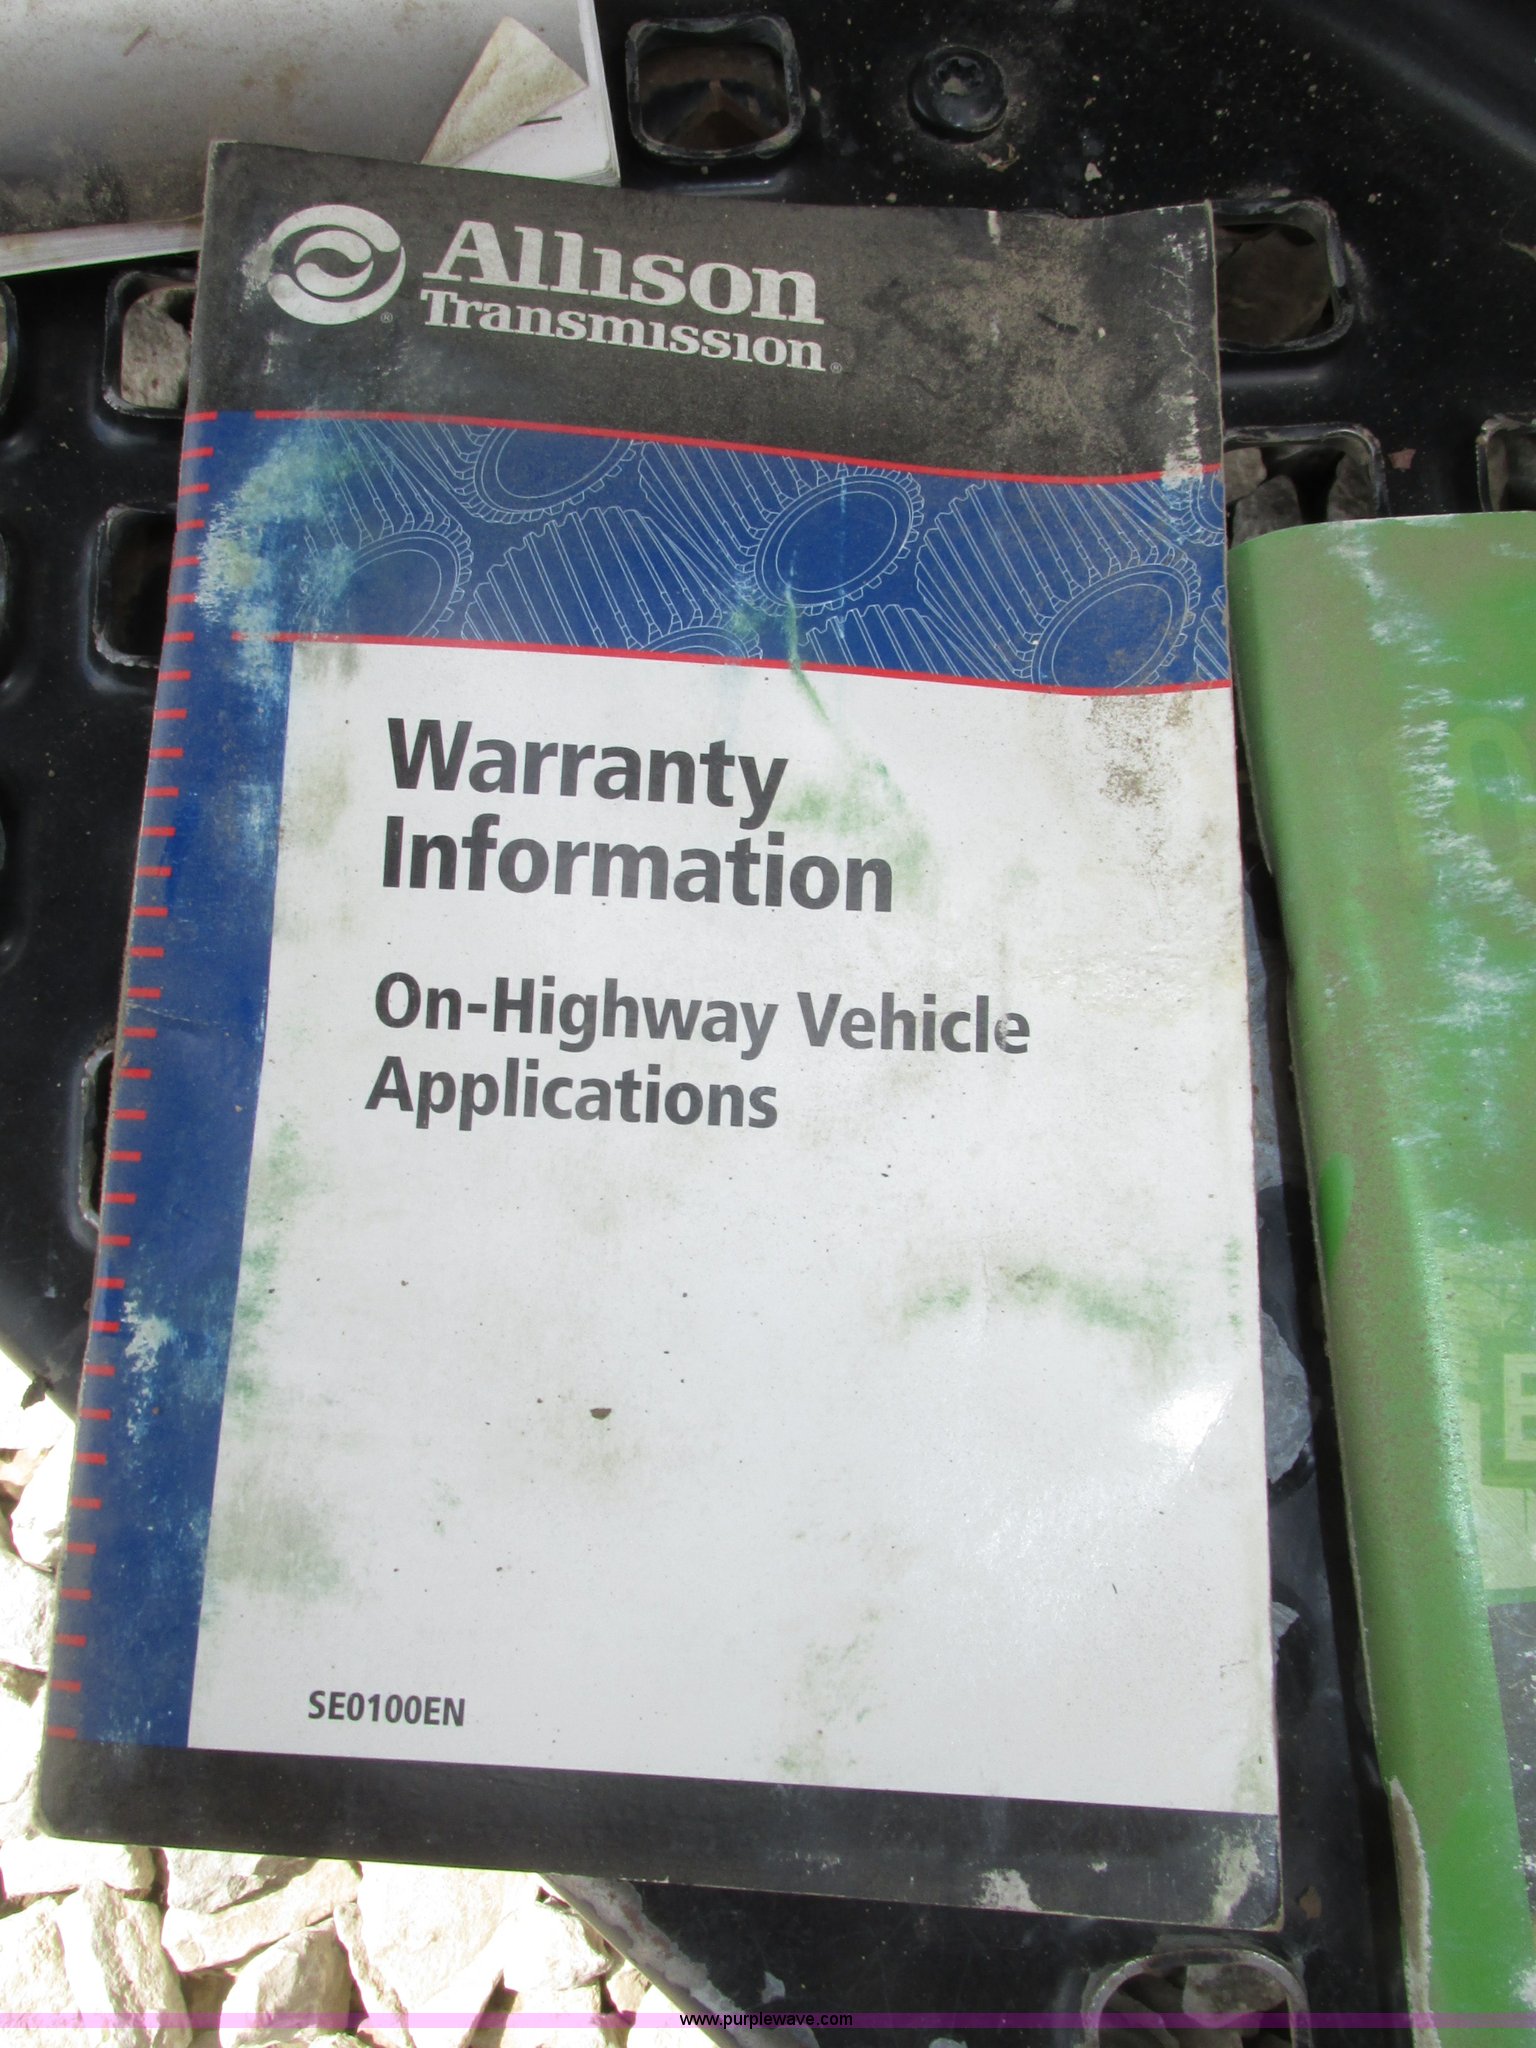 Allison
Transmission
Warranty
Information
On-Highway Vehicle
Applications
SE0100EN
www.purplewave.com